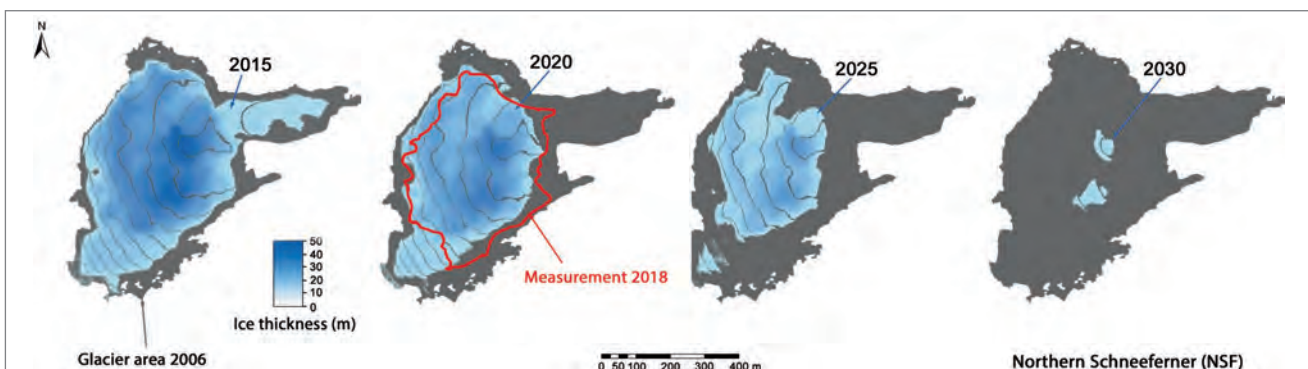 N
2015
2020
2025
2030
50
40
30
20
10
0
Ice thickness (m)
Measurement 2018
Glacier area 2006
0 50 100 200 300 400 m
Northern Schneeferner (NSF)